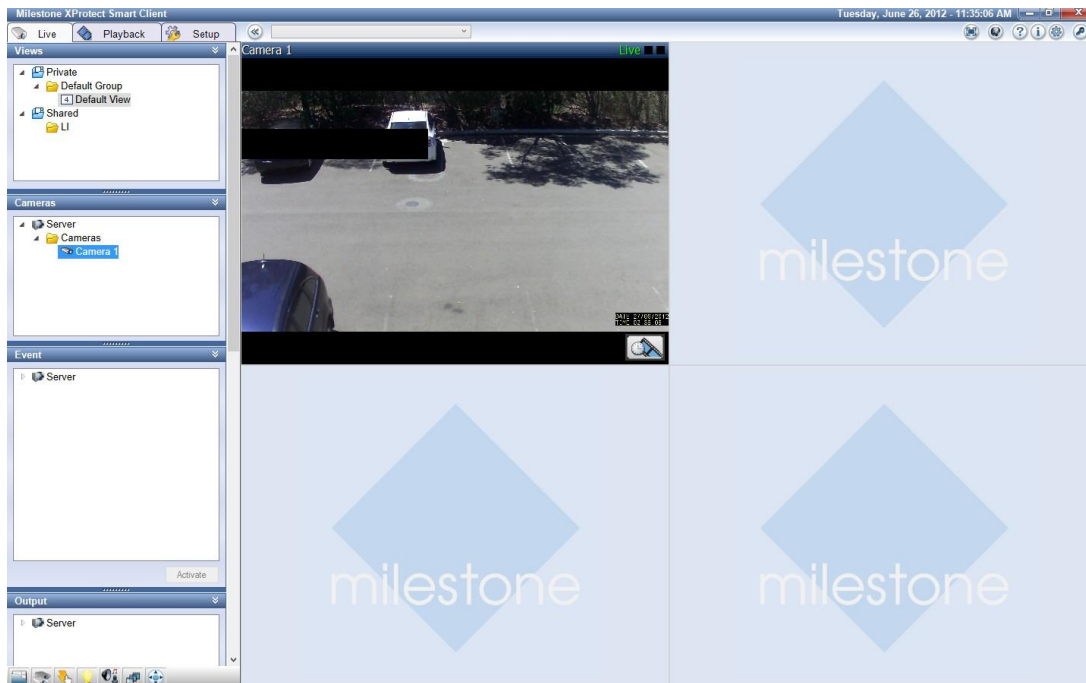 Milestone XProtect Smart Client
Tuesday, June 26, 2012 - 11:35:06 AM
Live
Playback
Setup
Views
Private
Default Group
4 Default View
Shared
LI
Cameras
Server
Cameras
Camera 1
Event
Server
Activate
Output
Server
Camera 1
Live
milestone
milestone
milestone